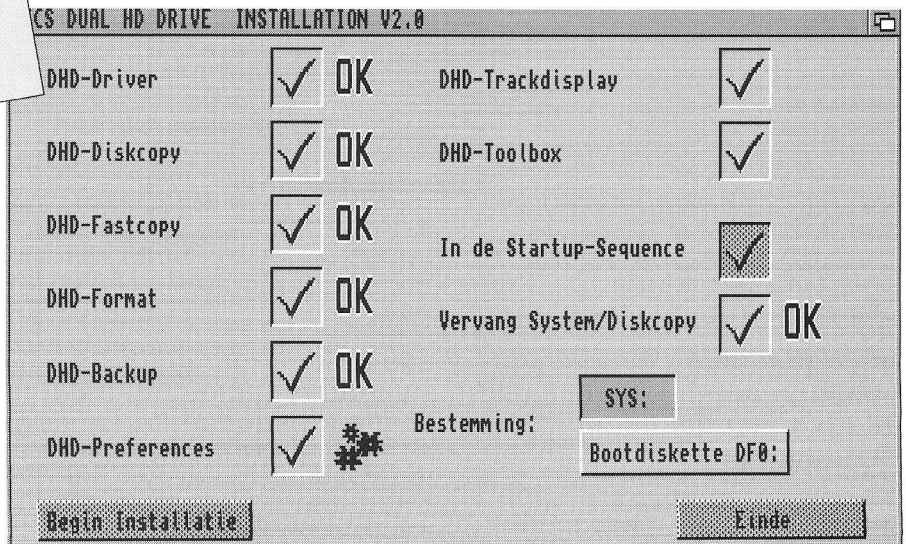 CS DUAL HD DRIVE INSTALLATION V2.0
DHD-Driver OK
DHD-Diskcopy OK
DHD-Fastcopy OK
DHD-Format OK
DHD-Backup OK
DHD-Preferences
DHD-Trackdisplay
DHD-Toolbox
In de Startup-Sequence
Vervang System/Diskcopy OK
Bestemming:
SYS:
Bootdiskette DF0:
Begin Installatie
Einde